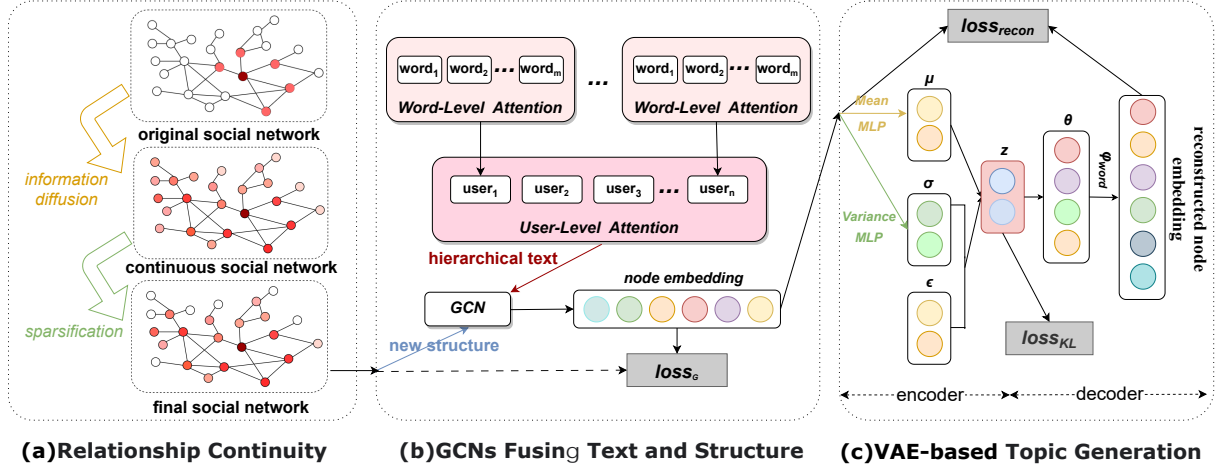 original social network
information
diffusion
continuous social network
sparsification
final social network
(a)Relationship Continuity
word1 word2 ••• wordm
Word-Level Attention
...
word1 word2 ••• wordm
Word-Level Attention
user1 user2 user3 ••• usern
User-Level Attention
hierarchical text
node embedding
GCN
new structure
lossG
(b)GCNs Fusing Text and Structure
lossrecon
Mean
MLP
μ
Variance
MLP
σ
ϵ
z
θ
φword
reconstructed node
embedding
lossKL
encoder
decoder
(c)VAE-based Topic Generation